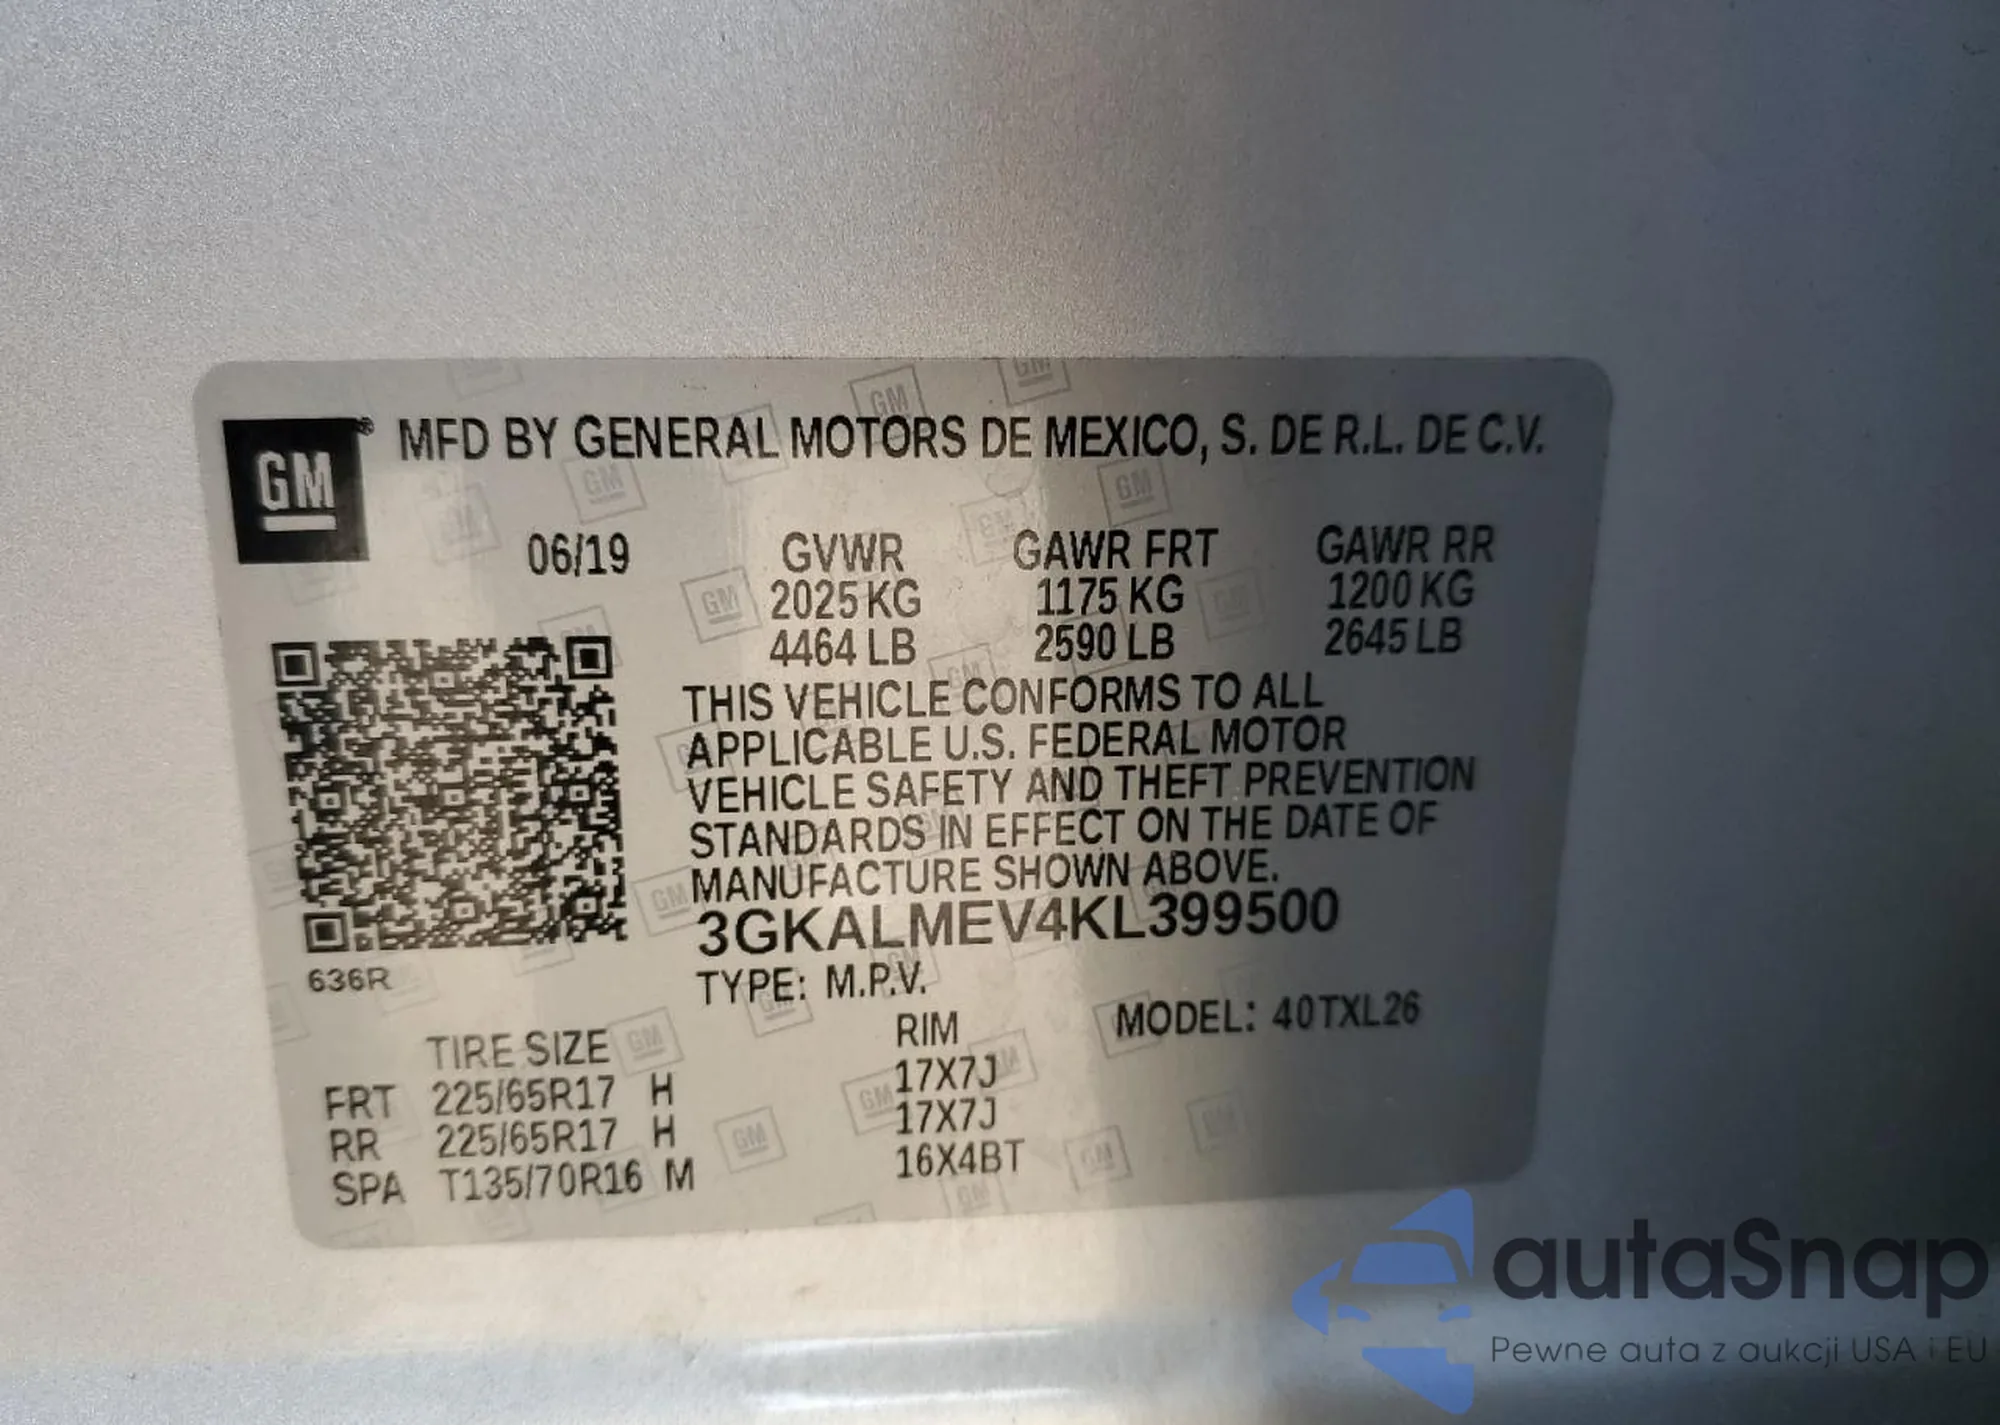 GM
MFD BY GENERAL MOTORS DE MEXICO, S. DE R.L. DE C.V.
06/19 GVWR GAWR FRT GAWR RR
2025 KG 1175 KG 1200 KG
4464 LB 2590 LB 2645 LB
THIS VEHICLE CONFORMS TO ALL
APPLICABLE U.S. FEDERAL MOTOR
VEHICLE SAFETY AND THEFT PREVENTION
STANDARDS IN EFFECT ON THE DATE OF
MANUFACTURE SHOWN ABOVE.
3GKALMEV4KL399500
636R
TYPE: M.P.V.
MODEL: 40TXL26
TIRE SIZE RIM
FRT 225/65R17 H 17X7J
RR 225/65R17 H 17X7J
SPA T135/70R16 M 16X4BT
autaSnap
Pewne auta z aukcji USA i EU